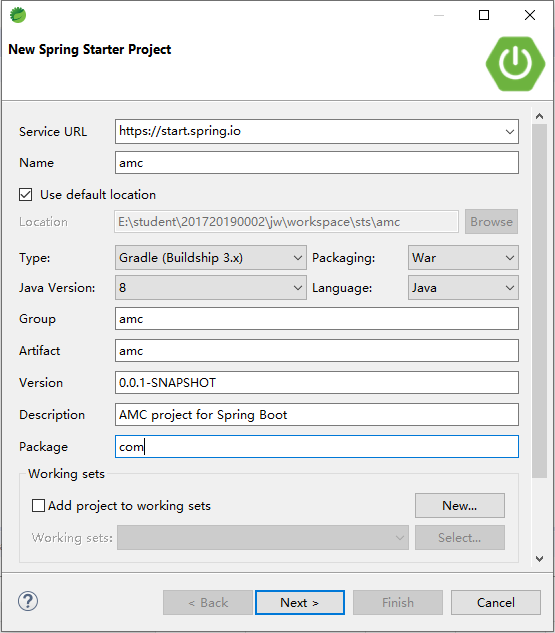 New Spring Starter Project
Service URL https://start.spring.io
Name amc
Use default location
Location E:\student\201720190002\jw\workspace\sts\amc Browse
Type: Gradle (Buildship 3.x) Packaging: War
Java Version: 8 Language: Java
Group amc
Artifact amc
Version 0.0.1-SNAPSHOT
Description AMC project for Spring Boot
Package com
Working sets
Add project to working sets New...
Working sets: Select...
? < Back Next > Finish Cancel